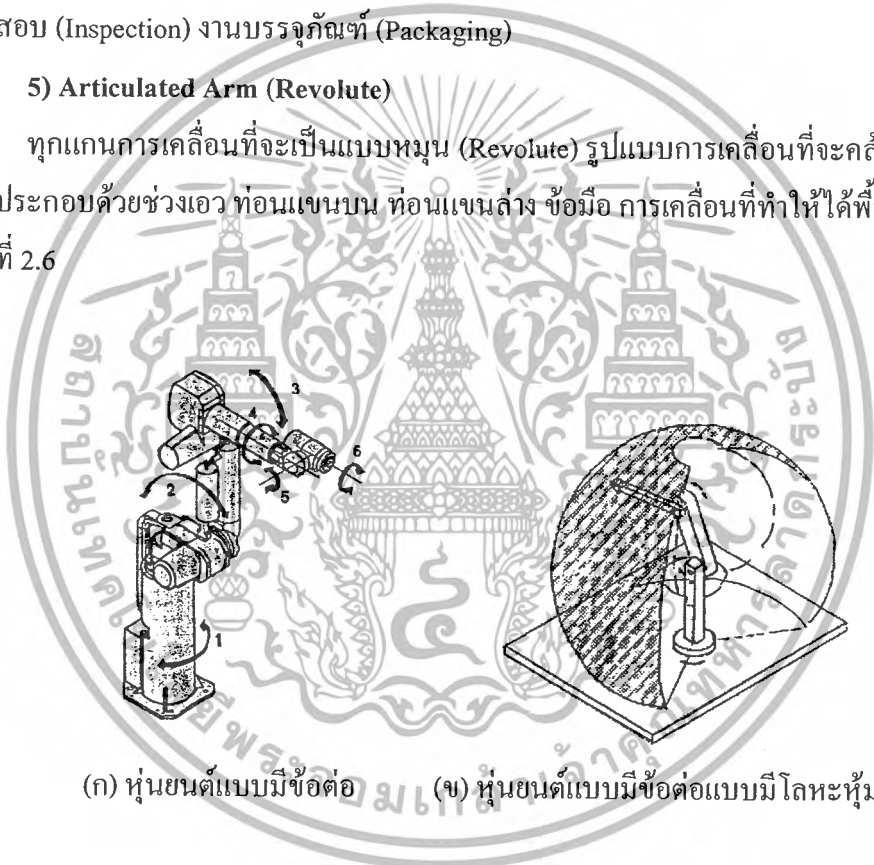 สอบ (Inspection) งานบรรจุภัณฑ์ (Packaging)
5) Articulated Arm (Revolute)
ทุกแกนการเคลื่อนที่จะเป็นแบบหมุน (Revolute) รูปแบบการเคลื่อนที่จะคล้
ประกอบด้วยช่วงเอว ท่อนแขนบน ท่อนแขนล่าง ข้อมือ การเคลื่อนที่ทำให้ได้พื้
ที่ 2.6
3
4
6
5
2
1
(ก) หุ่นยนต์แบบมีข้อต่อ (ข) หุ่นยนต์แบบมีข้อต่อแบบมีโลหะหุ้ม